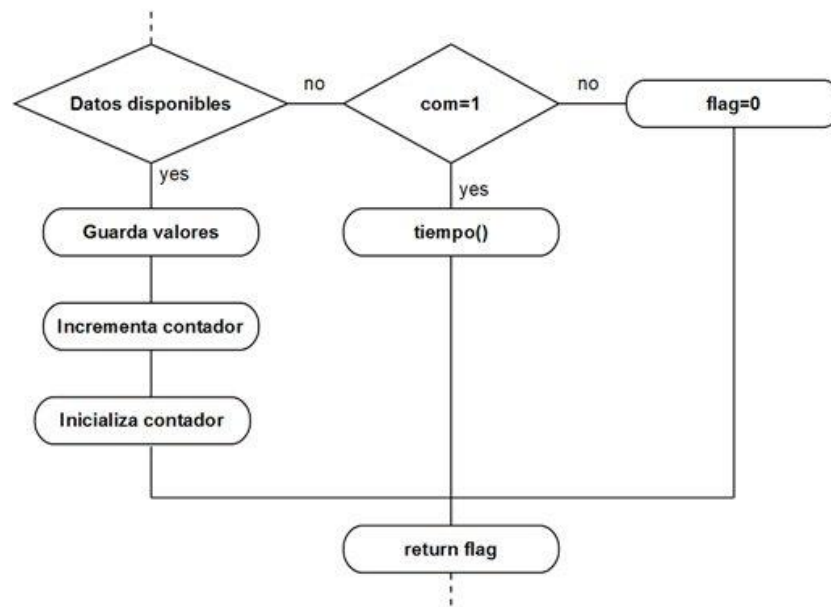 Datos disponibles
no
com=1
no
flag=0
yes
yes
Guarda valores
tiempo()
Incrementa contador
Inicializa contador
return flag